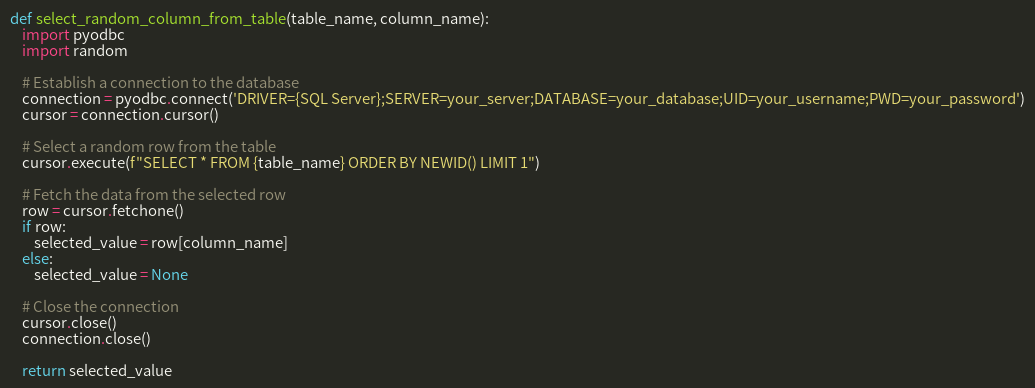 def select_random_column_from_table(table_name, column_name):
import pyodbc
import random
# Establish a connection to the database
connection = pyodbc.connect('DRIVER={SQL Server};SERVER=your_server;DATABASE=your_database;UID=your_username;PWD=your_password')
cursor = connection.cursor()
# Select a random row from the table
cursor.execute(f"SELECT * FROM {table_name} ORDER BY NEWID() LIMIT 1")
# Fetch the data from the selected row
row = cursor.fetchone()
if row:
selected_value = row[column_name]
else:
selected_value = None
# Close the connection
cursor.close()
connection.close()
return selected_value